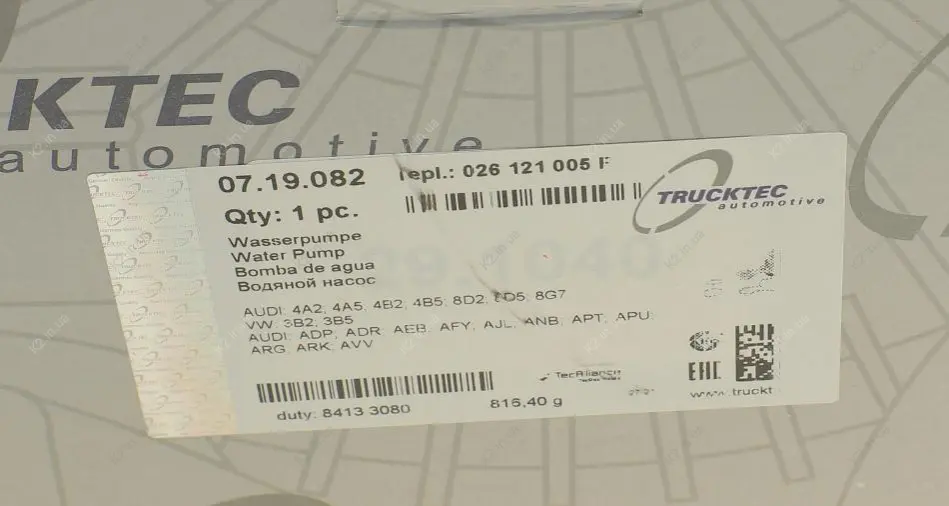 KTEC
automotive
07.19.082
repl.: 026 121 005 F
Qty: 1 pc.
TRUCKTEC
automotive
Wasserpumpe
Water Pump
Bomba de agua
Водяной насос
AUDI: 4A2, 4A5, 4B2, 4B5, 8D2, 8D5, 8G7
VW: 3B2, 3B5
AUDI: ADP, ADR, AEB, AFY, AJL, ANB, APT, APU,
ARG, ARK, AVV
TecAlliance
EAC
duty: 8413 3080
816,40 g
www.truckt